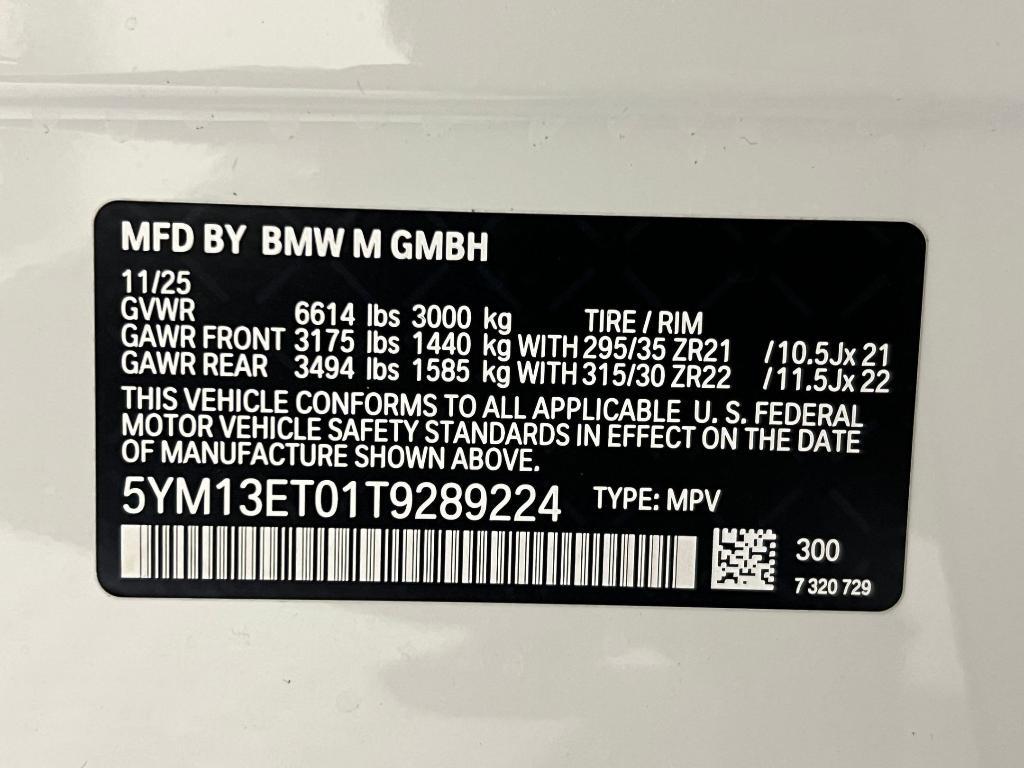 MFD BY BMW M GMBH
11/25
GVWR 6614 lbs 3000 kg TIRE / RIM
GAWR FRONT 3175 lbs 1440 kg WITH 295/35 ZR21 /10.5Jx 21
GAWR REAR 3494 lbs 1585 kg WITH 315/30 ZR22 /11.5Jx 22
THIS VEHICLE CONFORMS TO ALL APPLICABLE U. S. FEDERAL
MOTOR VEHICLE SAFETY STANDARDS IN EFFECT ON THE DATE
OF MANUFACTURE SHOWN ABOVE.
5YM13ET01T9289224 TYPE: MPV
300
7 320 729